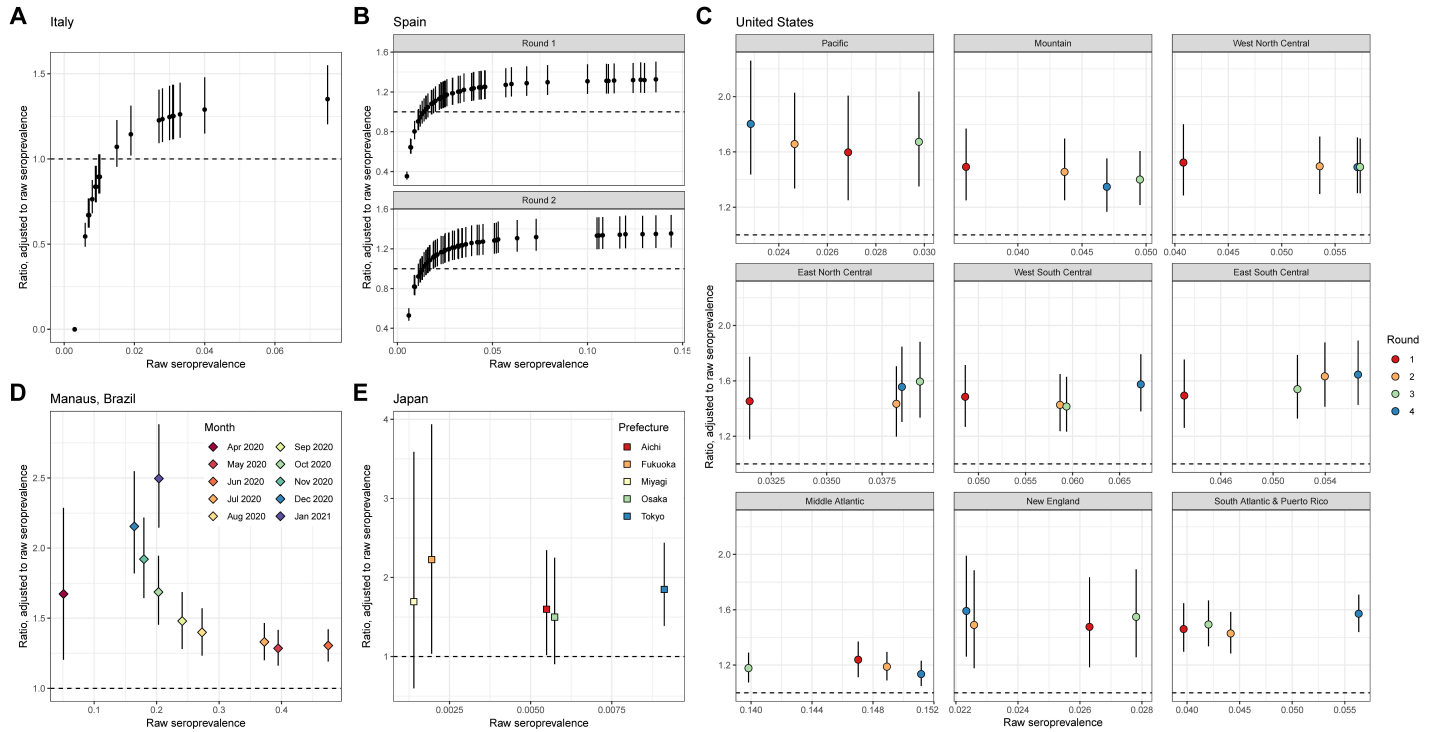 A
Italy
Ratio, adjusted to raw seroprevalence
1.5
1.0
0.5
0.0
0.00
0.02
0.04
0.06
Raw seroprevalence
B
Spain
Round 1
1.6
1.2
0.8
0.4
Round 2
1.6
1.2
0.8
0.4
0.00
0.05
0.10
0.15
Raw seroprevalence
Ratio, adjusted to raw seroprevalence
C
United States
Pacific
Mountain
West North Central
2.0
1.6
1.2
0.024
0.026
0.028
0.030
0.040
0.045
0.050
0.040
0.045
0.050
0.055
East North Central
West South Central
East South Central
2.0
1.6
1.2
0.0325
0.0350
0.0375
0.050
0.055
0.060
0.065
0.046
0.050
0.054
Middle Atlantic
New England
South Atlantic & Puerto Rico
2.0
1.6
1.2
0.140
0.144
0.148
0.152
0.022
0.024
0.026
0.028
0.040
0.045
0.050
0.055
Raw seroprevalence
Ratio, adjusted to raw seroprevalence
Round
1
2
3
4
D
Manaus, Brazil
Ratio, adjusted to raw seroprevalence
2.5
2.0
1.5
1.0
0.1
0.2
0.3
0.4
Raw seroprevalence
Month
Apr 2020
May 2020
Jun 2020
Jul 2020
Aug 2020
Sep 2020
Oct 2020
Nov 2020
Dec 2020
Jan 2021
E
Japan
Ratio, adjusted to raw seroprevalence
4
3
2
1
0.0025
0.0050
0.0075
Raw seroprevalence
Prefecture
Aichi
Fukuoka
Miyagi
Osaka
Tokyo